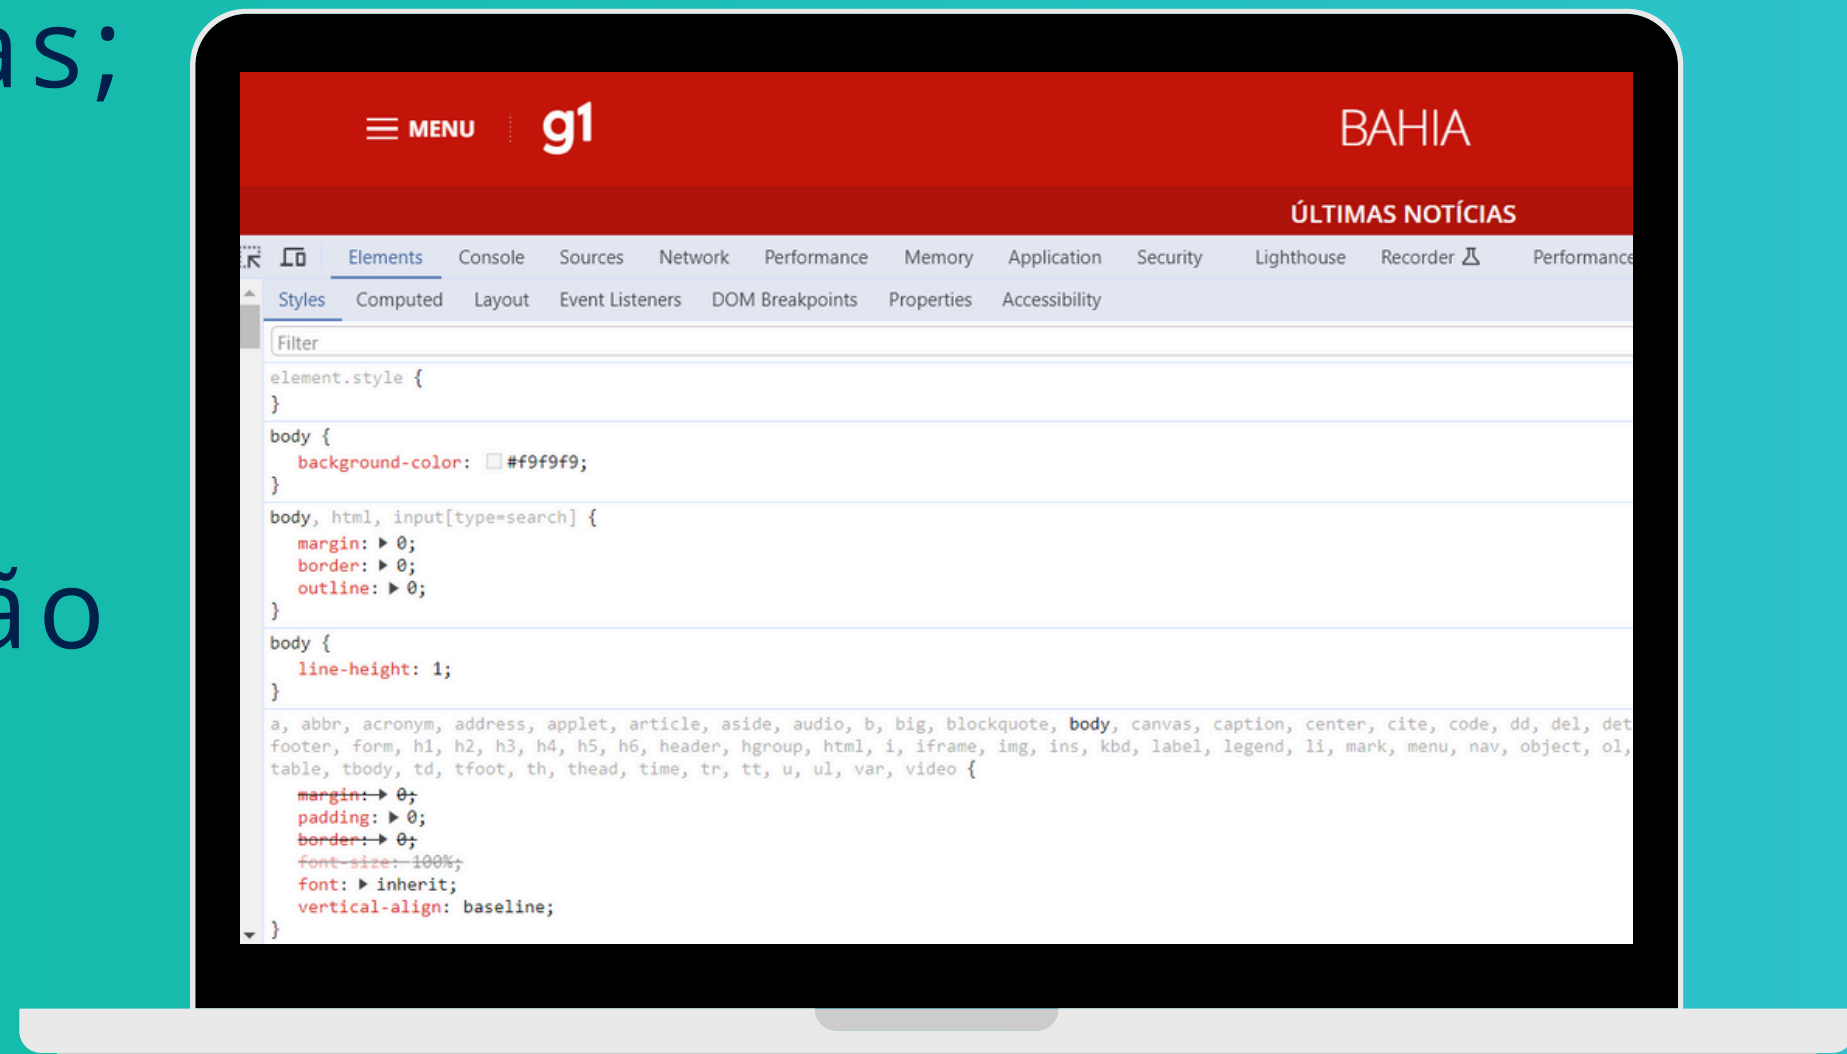 as;
ão
MENU g1 BAHIA
ÚLTIMAS NOTÍCIAS
Elements Console Sources Network Performance Memory Application Security Lighthouse Recorder Performance
Styles Computed Layout Event Listeners DOM Breakpoints Properties Accessibility
Filter
element.style {
}
body {
background-color: #f9f9f9;
}
body, html, input[type=search] {
margin: 0;
border: 0;
outline: 0;
}
body {
line-height: 1;
}
a, abbr, acronym, address, applet, article, aside, audio, b, big, blockquote, body, canvas, caption, center, cite, code, dd, del, det
footer, form, h1, h2, h3, h4, h5, h6, header, hgroup, html, i, iframe, img, ins, kbd, label, legend, li, mark, menu, nav, object, ol,
table, tbody, td, tfoot, th, thead, time, tr, tt, u, ul, var, video {
margin: 0;
padding: 0;
border: 0;
font-size: 100%;
font: inherit;
vertical-align: baseline;
}